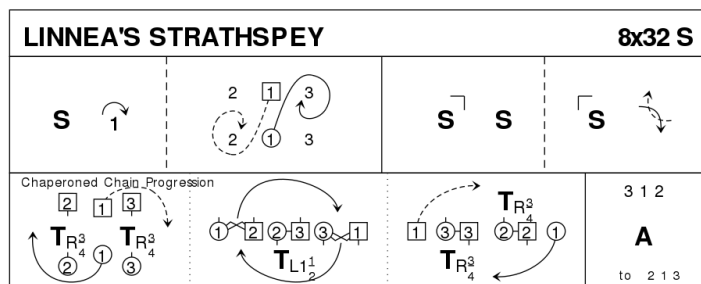 LINNEA'S STRATHSPEY 8x32 S
S 1
2 1 3
2 1 3
S S
S
Chaperoned Chain Progression
2 1 3
T R 3/4 T R 3/4
2 1 3
1 2 2 3 3 1
T L1 1/2
T R 3/4
1 3 3 2 2 1
T R 3/4
3 1 2
A
to 2 1 3